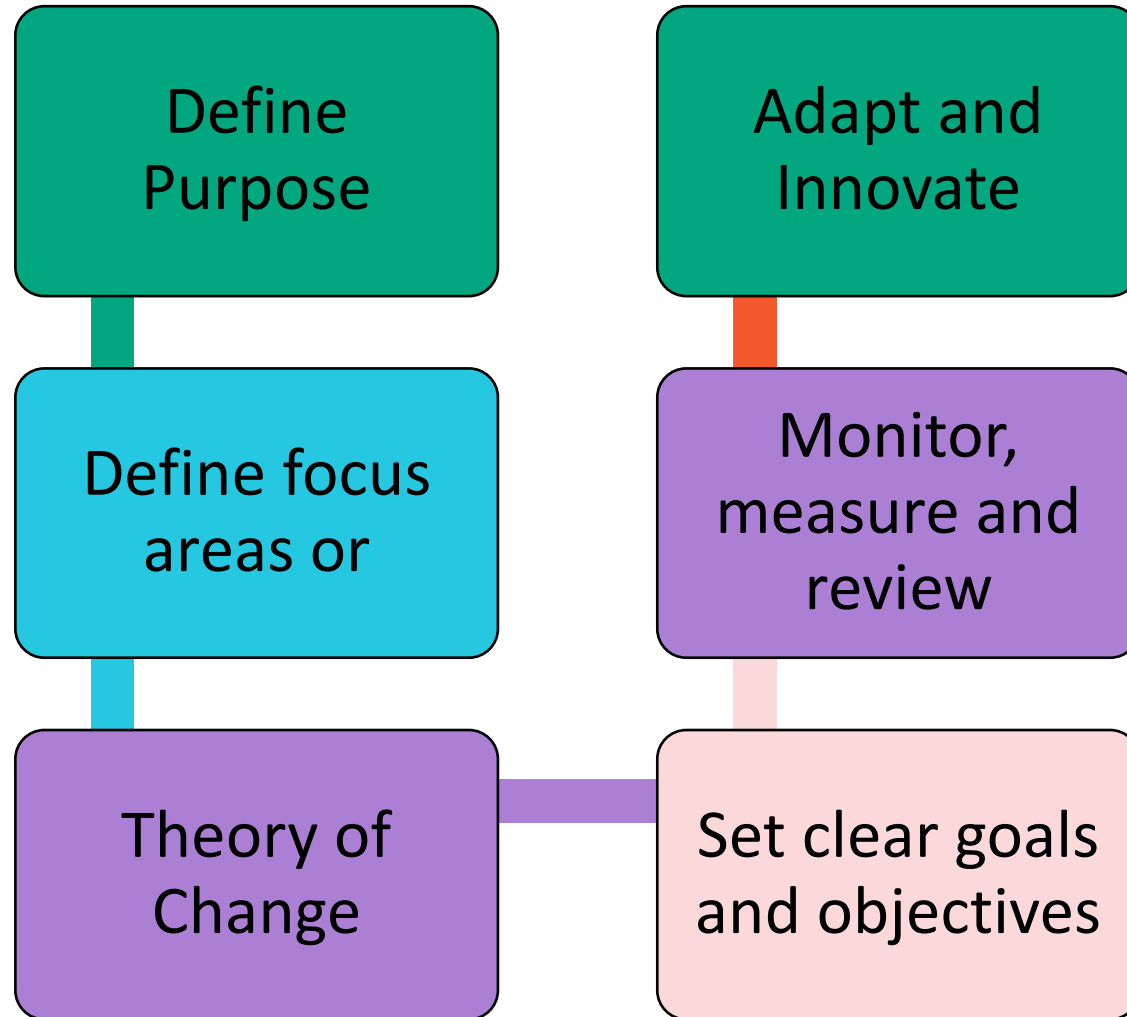 Define
Purpose
Define focus
areas or
Theory of
Change
Set clear goals
and objectives
Monitor,
measure and
review
Adapt and
Innovate